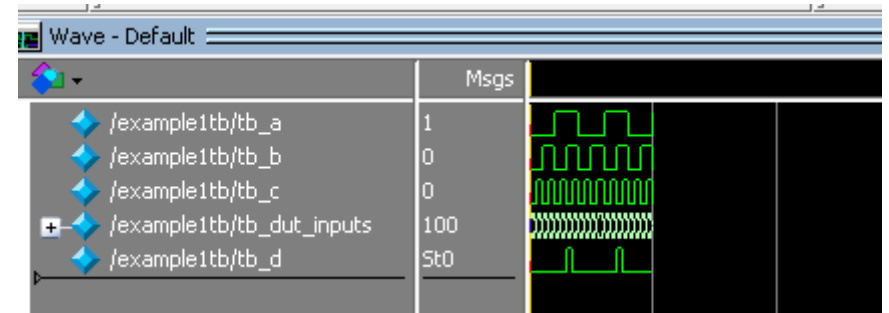 Wave - Default
Msgs
/example1tb/tb_a 1
/example1tb/tb_b 0
/example1tb/tb_c 0
/example1tb/tb_dut_inputs 100
/example1tb/tb_d St0